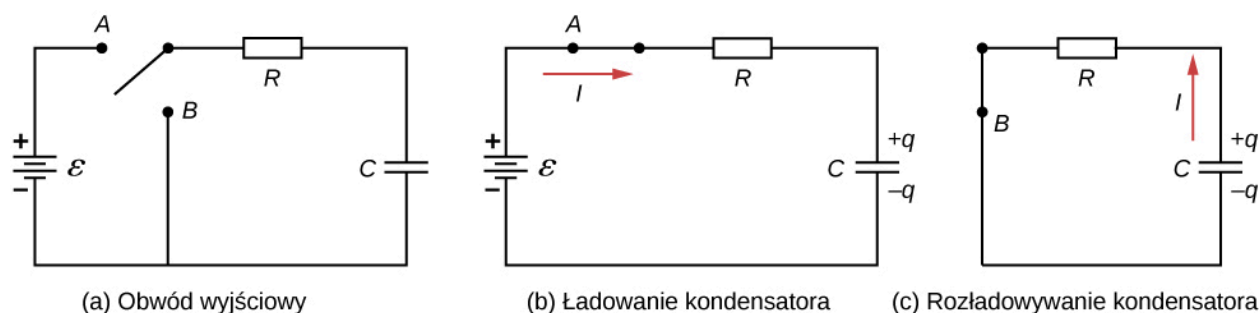 A
B
R
C
+
−
ε
(a) Obwód wyjściowy
A
I
R
C
+q
–q
+
−
ε
(b) Ładowanie kondensatora
B
R
I
C
+q
–q
(c) Rozładowywanie kondensatora